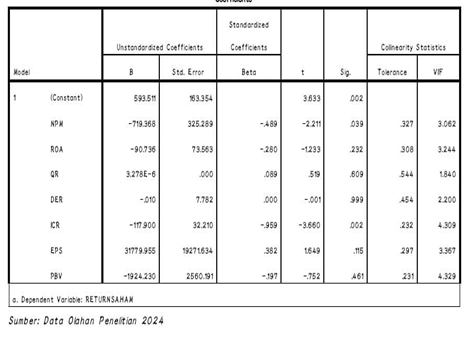 Coefficients
Standardized
Unstandardized Coefficients Coefficients Collinearity Statistics
Model B Std. Error Beta t Sig. Tolerance VIF
1 (Constant) 593.511 163.354 3.633 .002
NPM -719.368 325.289 -.489 -2.211 .039 .327 3.062
ROA -90.736 73.563 -.280 -1.233 .232 .308 3.244
QR 3.278E-6 .000 .089 .519 .609 .544 1.840
DER -.010 7.782 .000 -.001 .999 .454 2.200
ICR -117.900 32.210 -.959 -3.660 .002 .232 4.309
EPS 31779.955 19271.634 .382 1.649 .115 .297 3.367
PBV -1924.230 2560.191 -.197 -.752 .461 .231 4.329
a. Dependent Variable: RETURNSAHAM
Sumber: Data Olahan Penelitian 2024